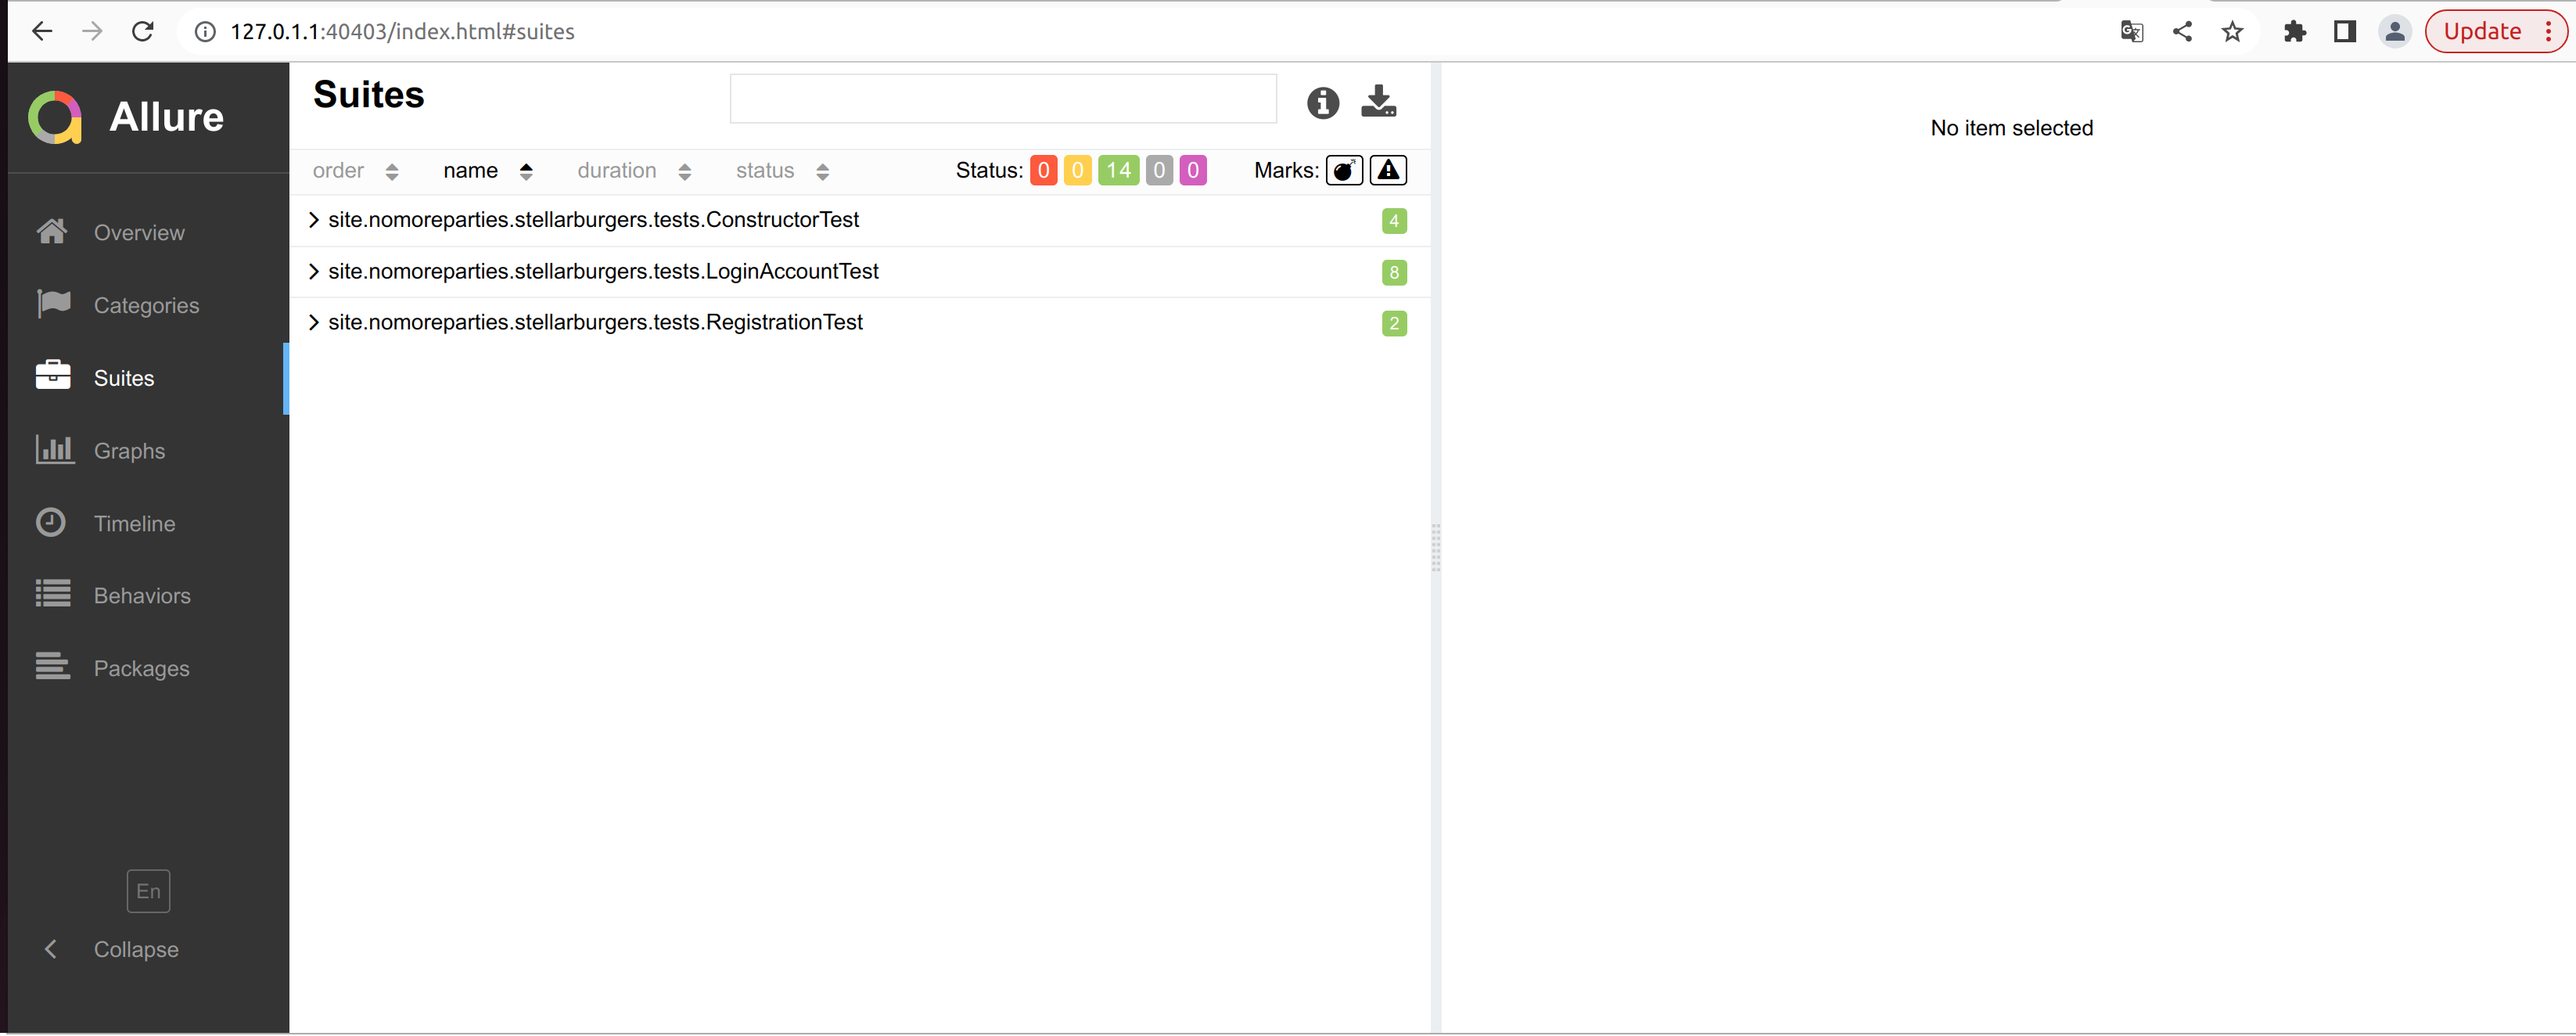 127.0.1.1:40403/index.html#suites
Update
Allure
Suites
No item selected
order name duration status Status: 0 0 14 0 0 Marks:
site.nomoreparties.stellarburgers.tests.ConstructorTest 4
site.nomoreparties.stellarburgers.tests.LoginAccountTest 8
site.nomoreparties.stellarburgers.tests.RegistrationTest 2
Overview
Categories
Suites
Graphs
Timeline
Behaviors
Packages
En
Collapse